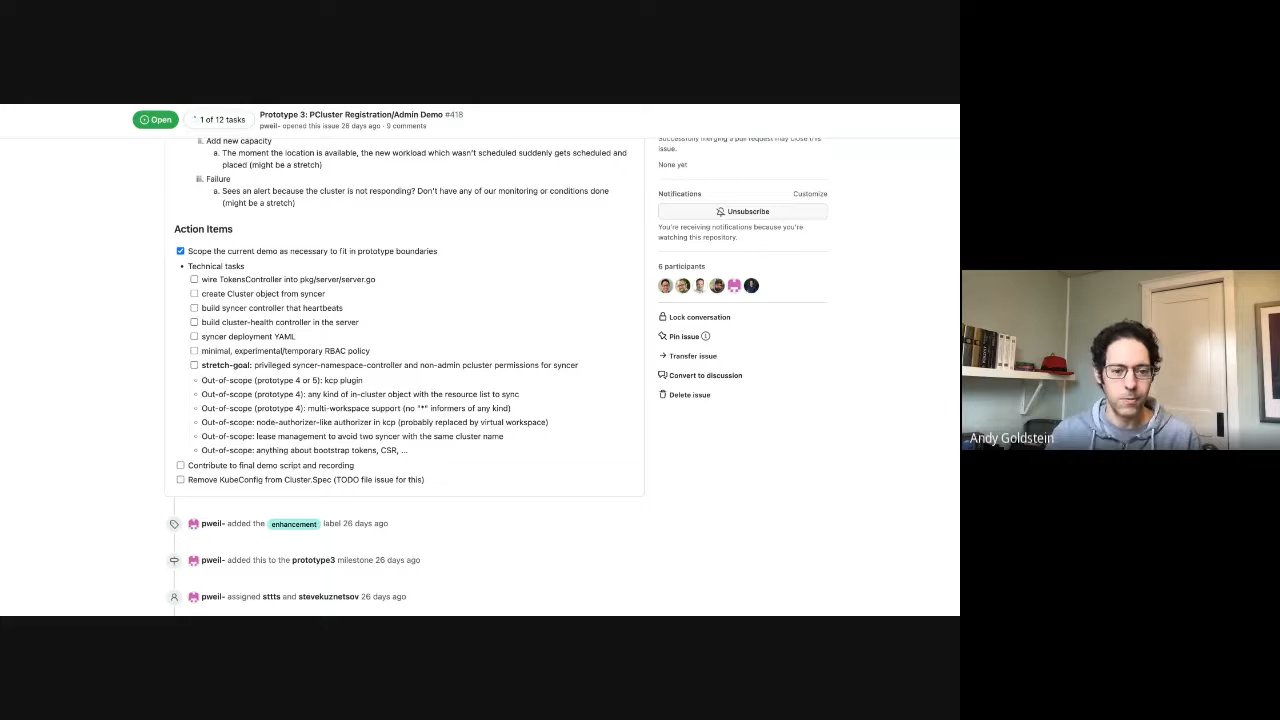 Open
1 of 12 tasks
Prototype 3: PCluster Registration/Admin Demo #418
pweil- opened this issue 26 days ago · 9 comments
ii. Add new capacity
a. The moment the location is available, the new workload which wasn't scheduled suddenly gets scheduled and
placed (might be a stretch)
iii. Failure
a. Sees an alert because the cluster is not responding? Don't have any of our monitoring or conditions done
(might be a stretch)
Action Items
Scope the current demo as necessary to fit in prototype boundaries
• Technical tasks
wire TokensController into pkg/server/server.go
create Cluster object from syncer
build syncer controller that heartbeats
build cluster-health controller in the server
syncer deployment YAML
minimal, experimental/temporary RBAC policy
stretch-goal: privileged syncer-namespace-controller and non-admin pcluster permissions for syncer
◦ Out-of-scope (prototype 4 or 5): kcp plugin
◦ Out-of-scope (prototype 4): any kind of in-cluster object with the resource list to sync
◦ Out-of-scope (prototype 4): multi-workspace support (no "*" informers of any kind)
◦ Out-of-scope: node-authorizer-like authorizer in kcp (probably replaced by virtual workspace)
◦ Out-of-scope: lease management to avoid two syncer with the same cluster name
◦ Out-of-scope: anything about bootstrap tokens, CSR, ...
Contribute to final demo script and recording
Remove KubeConfig from Cluster.Spec (TODO file issue for this)
pweil- added the enhancement label 26 days ago
pweil- added this to the prototype3 milestone 26 days ago
pweil- assigned sttts and stevekuznetsov 26 days ago
Successfully merging a pull request may close this
issue.
None yet
Notifications
Customize
Unsubscribe
You're receiving notifications because you're
watching this repository.
6 participants
Lock conversation
Pin issue
Transfer issue
Convert to discussion
Delete issue
Andy Goldstein